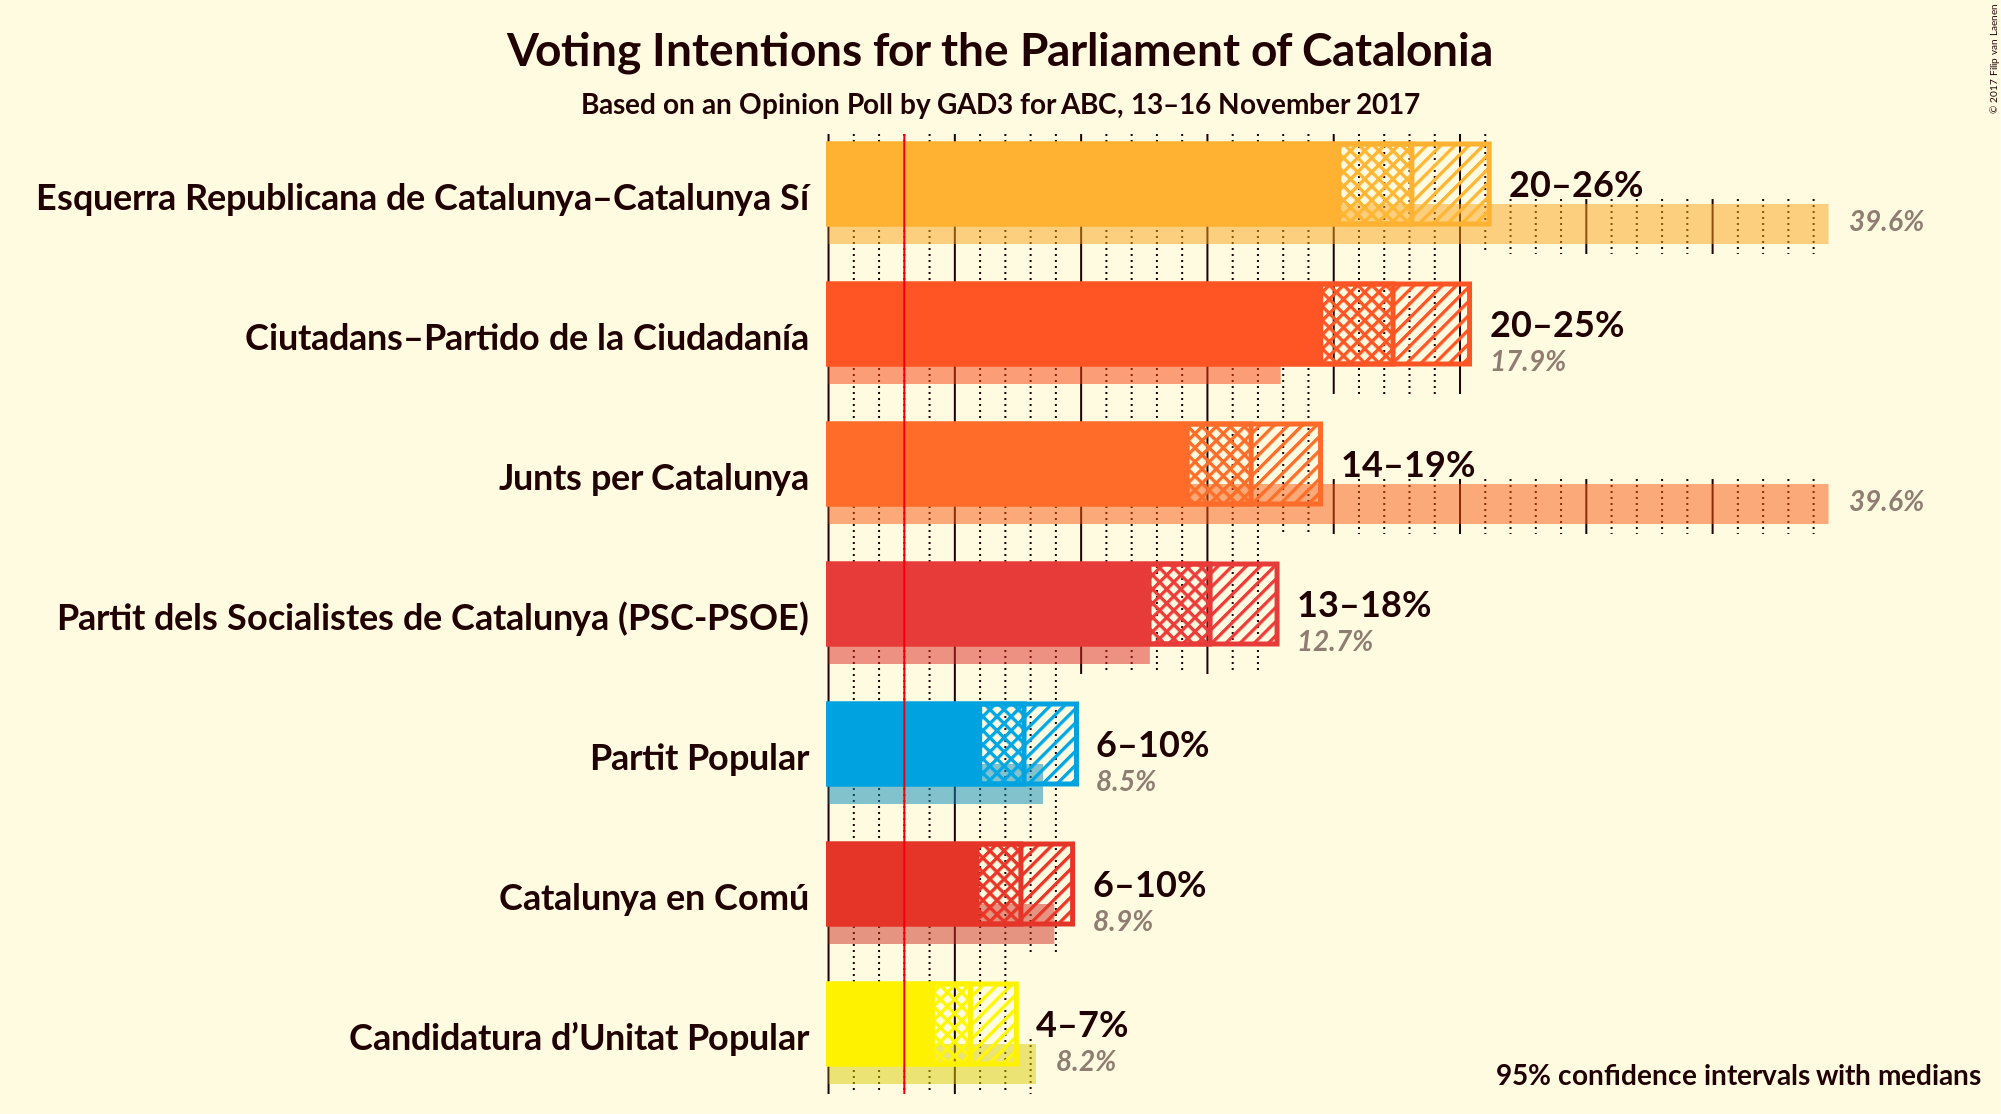 Voting Intentions for the Parliament of Catalonia
Based on an Opinion Poll by GAD3 for ABC, 13–16 November 2017
© 2017 Filip van Laenen
Esquerra Republicana de Catalunya–Catalunya Sí
20–26%
39.6%
Ciutadans–Partido de la Ciudadanía
20–25%
17.9%
Junts per Catalunya
14–19%
39.6%
Partit dels Socialistes de Catalunya (PSC-PSOE)
13–18%
12.7%
Partit Popular
6–10%
8.5%
Catalunya en Comú
6–10%
8.9%
Candidatura d’Unitat Popular
4–7%
8.2%
95% confidence intervals with medians